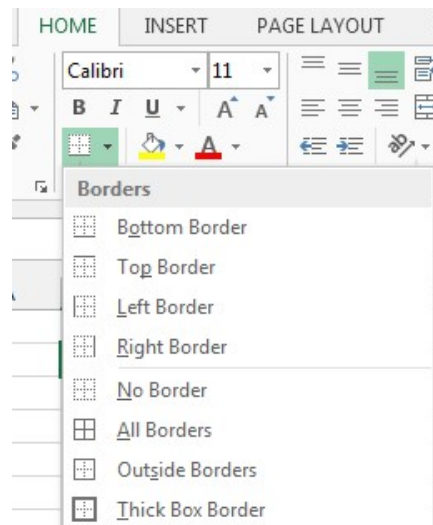 HOME INSERT PAGE LAYOUT
Calibri 11
B I U A A
A
Borders
Bottom Border
Top Border
Left Border
Right Border
No Border
All Borders
Outside Borders
Thick Box Border